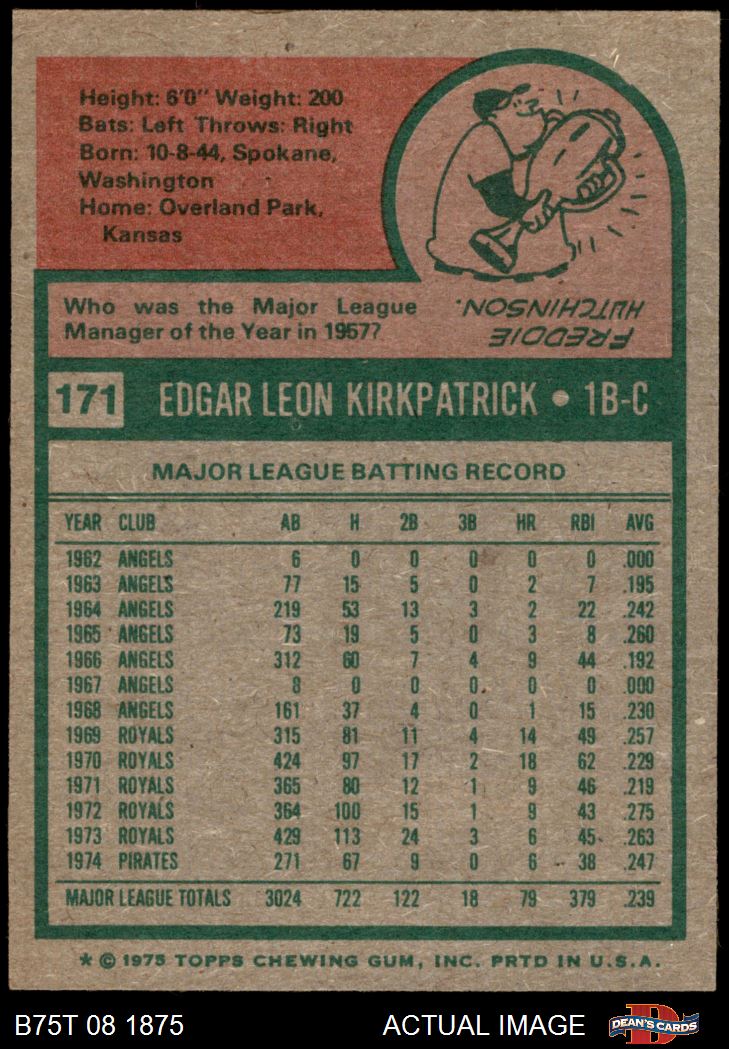 Height: 6'0" Weight: 200
Bats: Left Throws: Right
Born: 10-8-44, Spokane,
Washington
Home: Overland Park,
Kansas
Who was the Major League
Manager of the Year in 1957?
FREDDIE
HUTCHINSON.
171 EDGAR LEON KIRKPATRICK • 1B-C
MAJOR LEAGUE BATTING RECORD
YEAR CLUB AB H 2B 3B HR RBI AVG
1962 ANGELS 6 0 0 0 0 0 .000
1963 ANGELS 77 15 5 0 2 7 .195
1964 ANGELS 219 53 13 3 2 22 .242
1965 ANGELS 73 19 5 0 3 8 .260
1966 ANGELS 312 60 7 4 9 44 .192
1967 ANGELS 8 0 0 0 0 0 .000
1968 ANGELS 161 37 4 0 1 15 .230
1969 ROYALS 315 81 11 4 14 49 .257
1970 ROYALS 424 97 17 2 18 62 .229
1971 ROYALS 365 80 12 1 9 46 .219
1972 ROYALS 364 100 15 1 9 43 .275
1973 ROYALS 429 113 24 3 6 45 .263
1974 PIRATES 271 67 9 0 6 38 .247
MAJOR LEAGUE TOTALS 3024 722 122 18 79 379 .239
* © 1975 TOPPS CHEWING GUM, INC. PRTD IN U.S.A.
B75T 08 1875 ACTUAL IMAGE DEAN'S CARDS